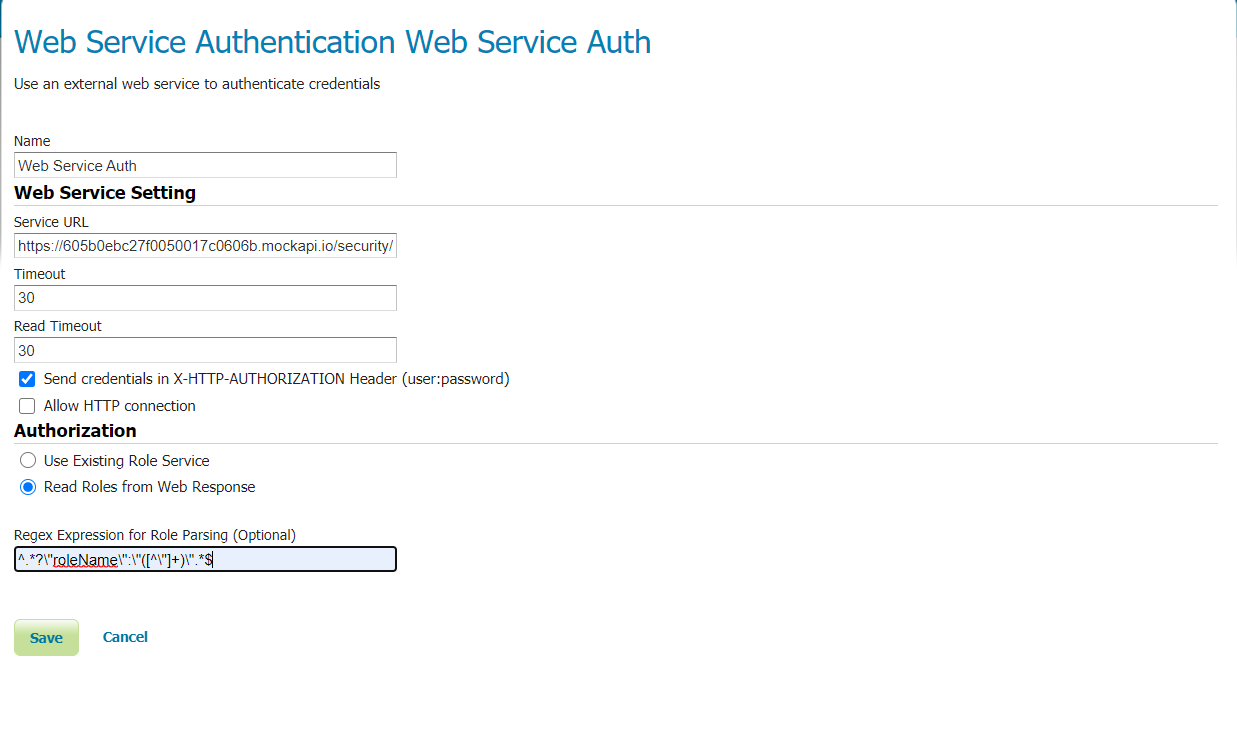 Web Service Authentication Web Service Auth
Use an external web service to authenticate credentials
Name
Web Service Auth
Web Service Setting
Service URL
https://605b0ebc27f0050017c0606b.mockapi.io/security/
Timeout
30
Read Timeout
30
Send credentials in X-HTTP-AUTHORIZATION Header (user:password)
Allow HTTP connection
Authorization
Use Existing Role Service
Read Roles from Web Response
Regex Expression for Role Parsing (Optional)
^.*?\"roleName\":\"([^\"]+)\".*$
Save Cancel